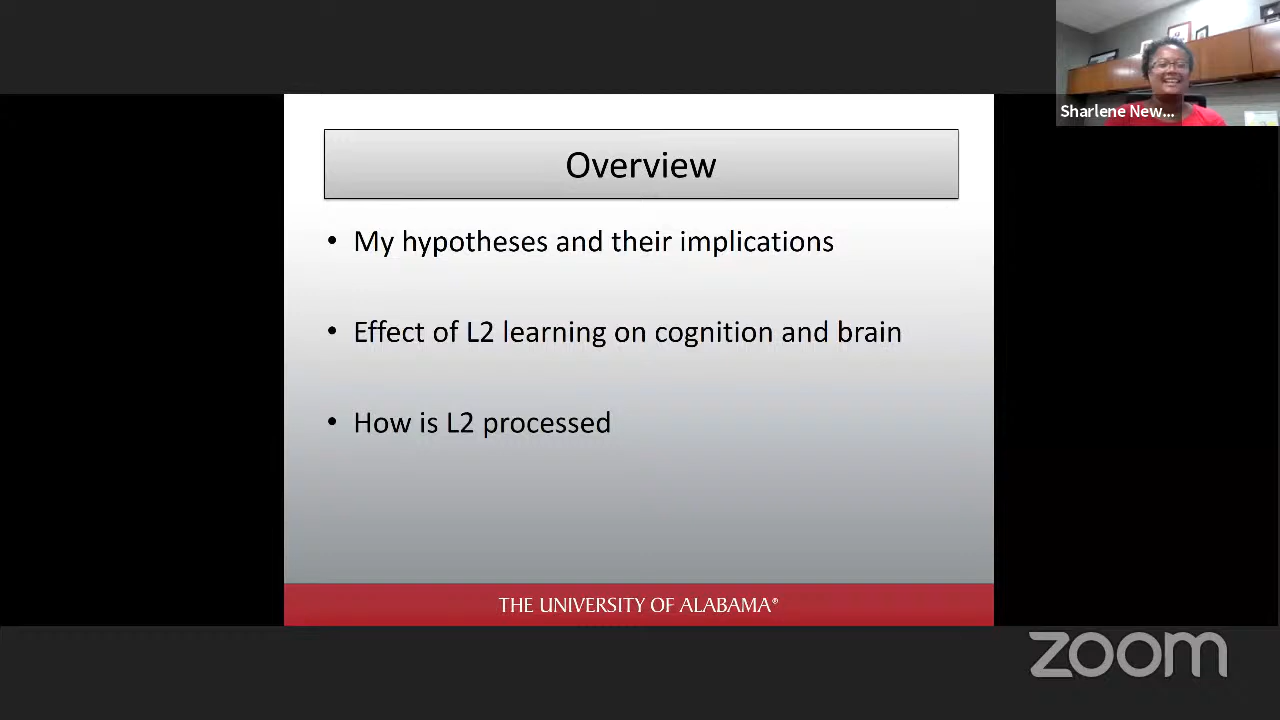 Sharlene New...
Overview
• My hypotheses and their implications
• Effect of L2 learning on cognition and brain
• How is L2 processed
THE UNIVERSITY OF ALABAMA®
zoom